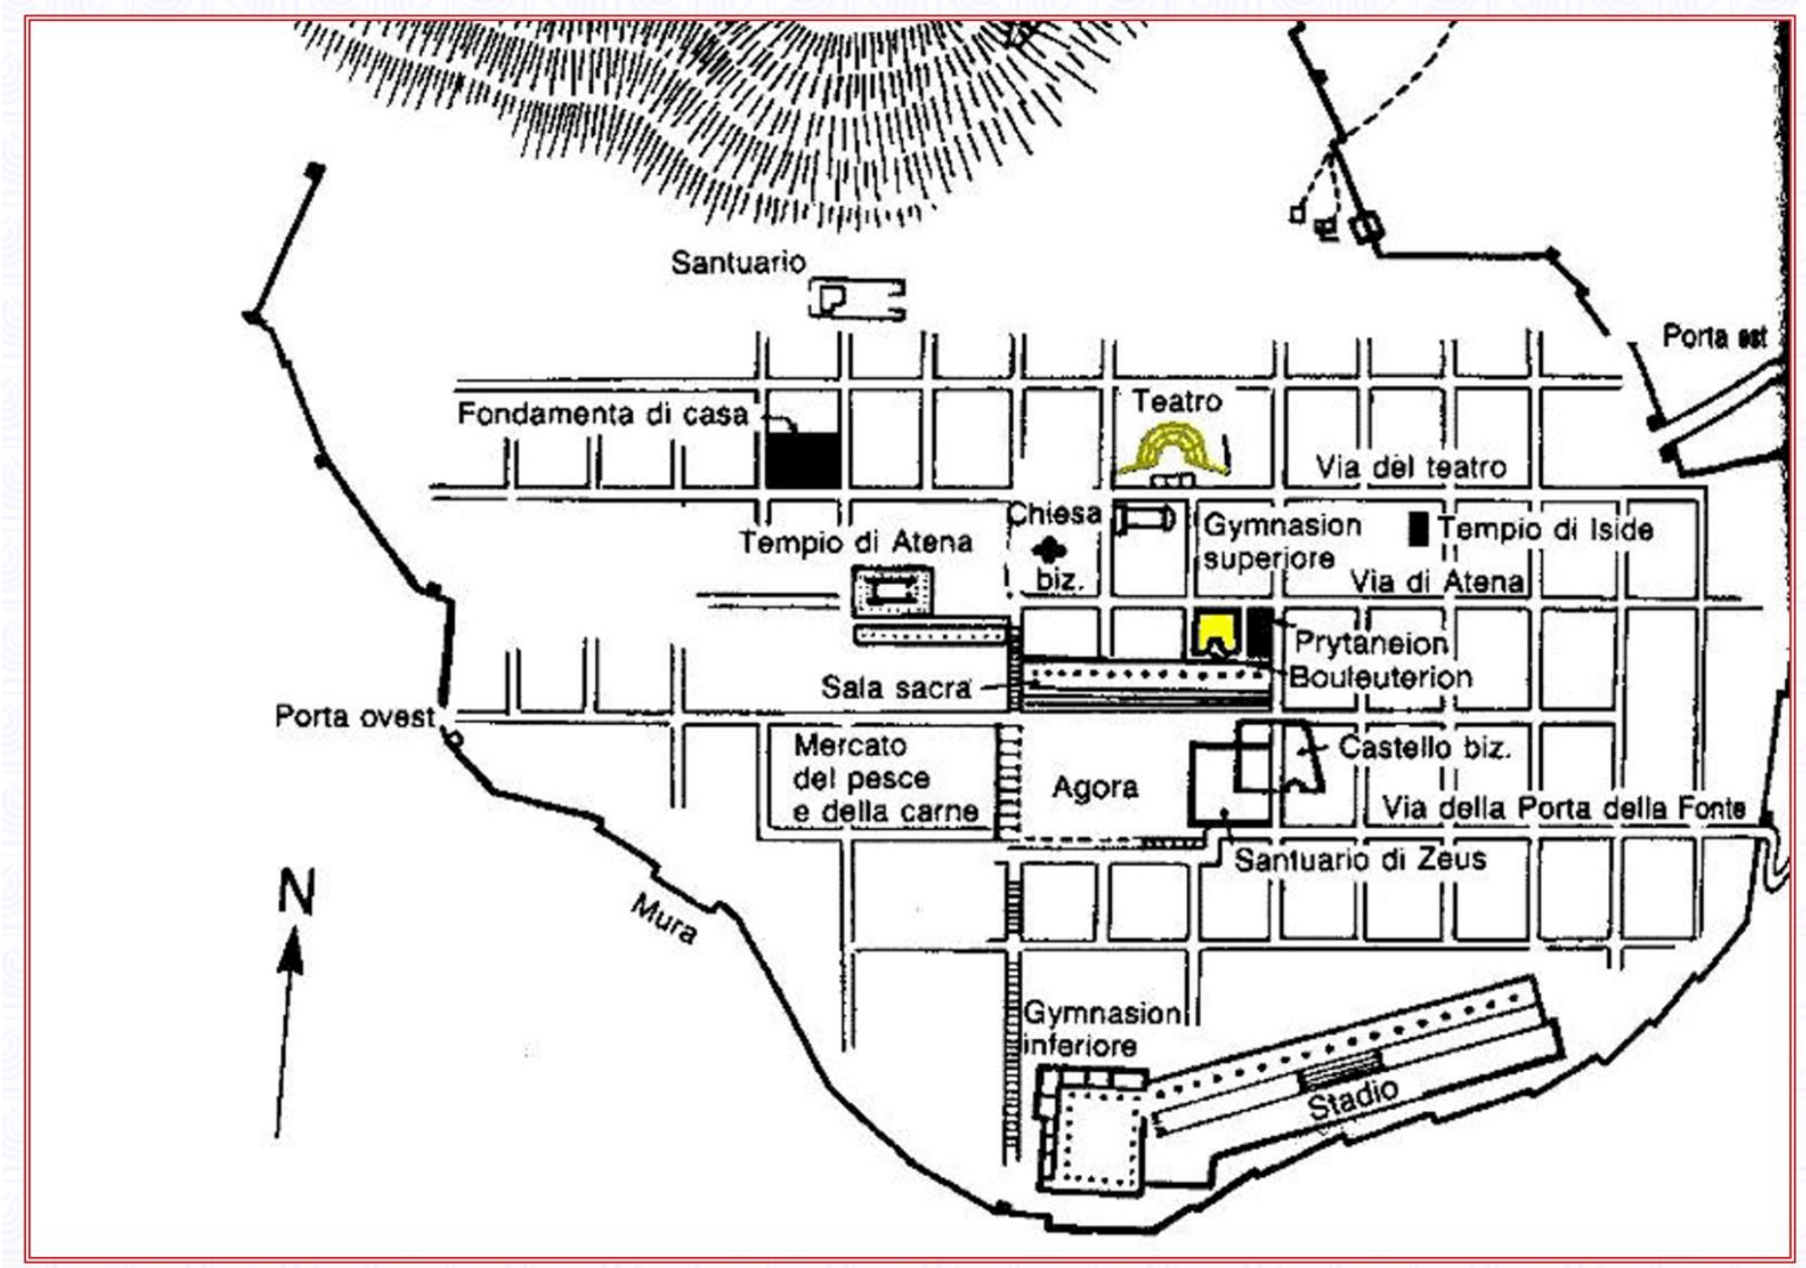 Santuario
Porta est
Teatro
Fondamenta di casa
Via del teatro
Chiesa
biz.
Gymnasion
superiore
Tempio di Iside
Tempio di Atena
Via di Atena
Prytaneion
Bouleuterion
Sala sacra
Porta ovest
Mercato
del pesce
e della carne
Agora
Castello biz.
Via della Porta della Fonte
Santuario di Zeus
N
Mura
Gymnasion
inferiore
Stadio